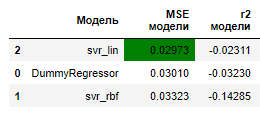 Модель MSE модели r2 модели
2 svr_lin 0.02973 -0.02311
0 DummyRegressor 0.03010 -0.03230
1 svr_rbf 0.03323 -0.14285